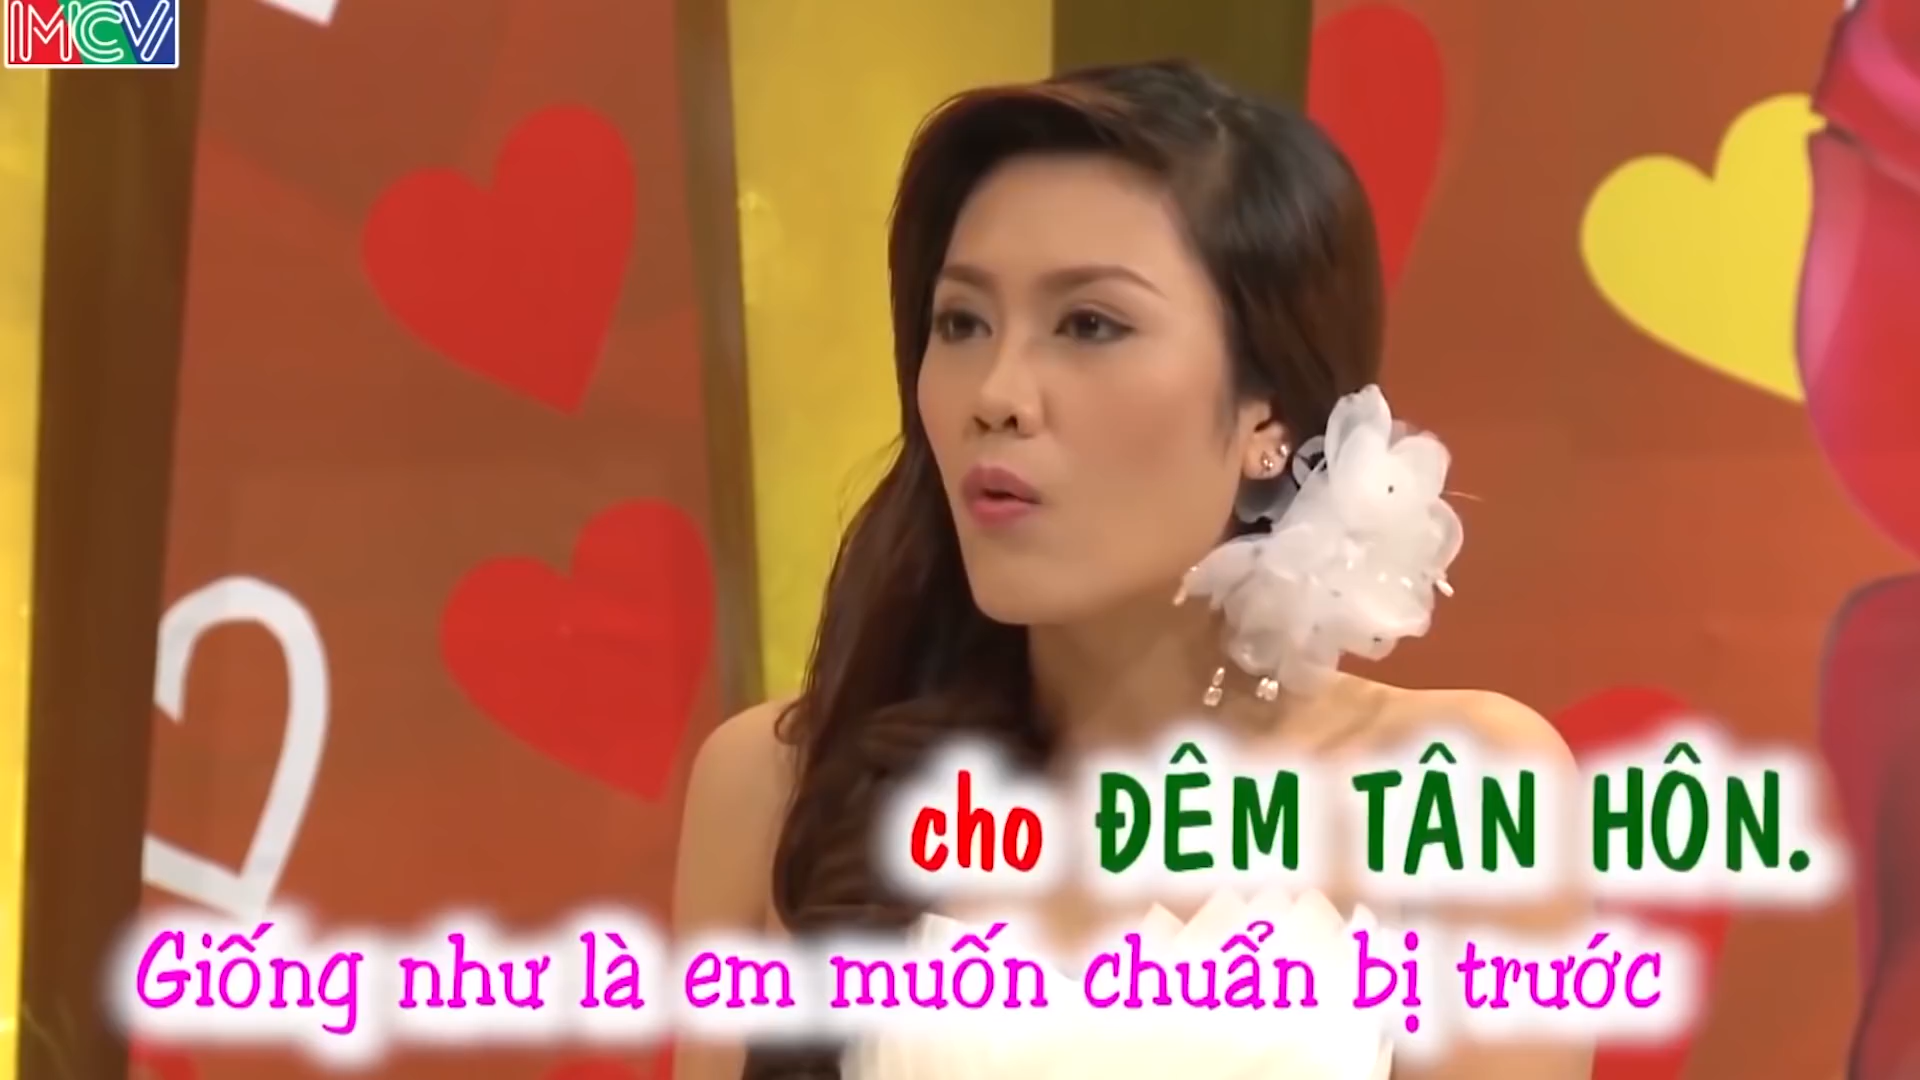 MCV
cho ĐÊM TÂN HÔN.
Giống như là em muốn chuẩn bị trước